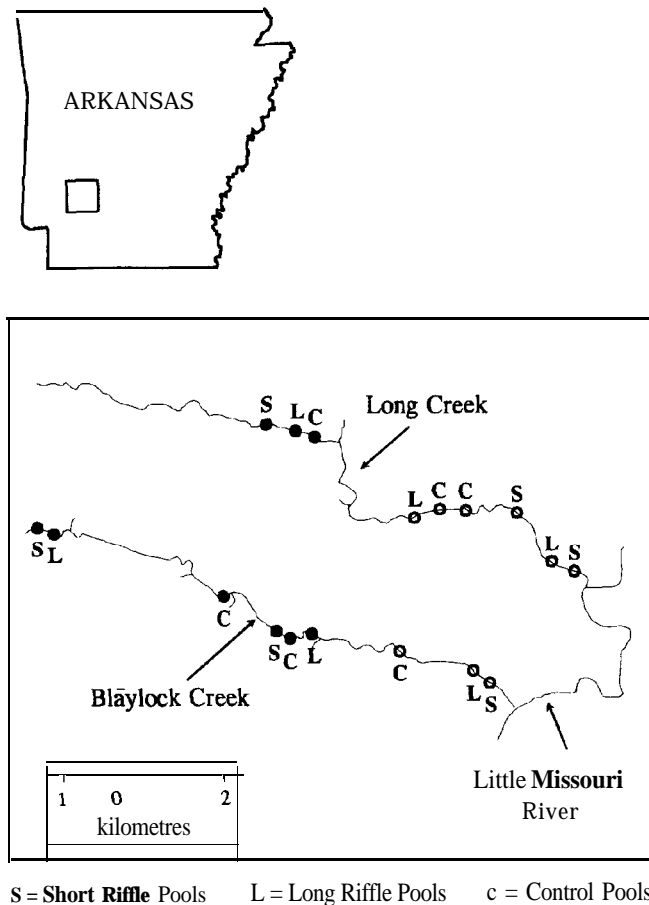 ARKANSAS
S L C
Long Creek
L C C S
L S
S L
C
S C L
C
L S
Blāylock Creek
1 0 2
kilometres
Little Missouri
River
S = Short Riffle Pools L = Long Riffle Pools c = Control Pools